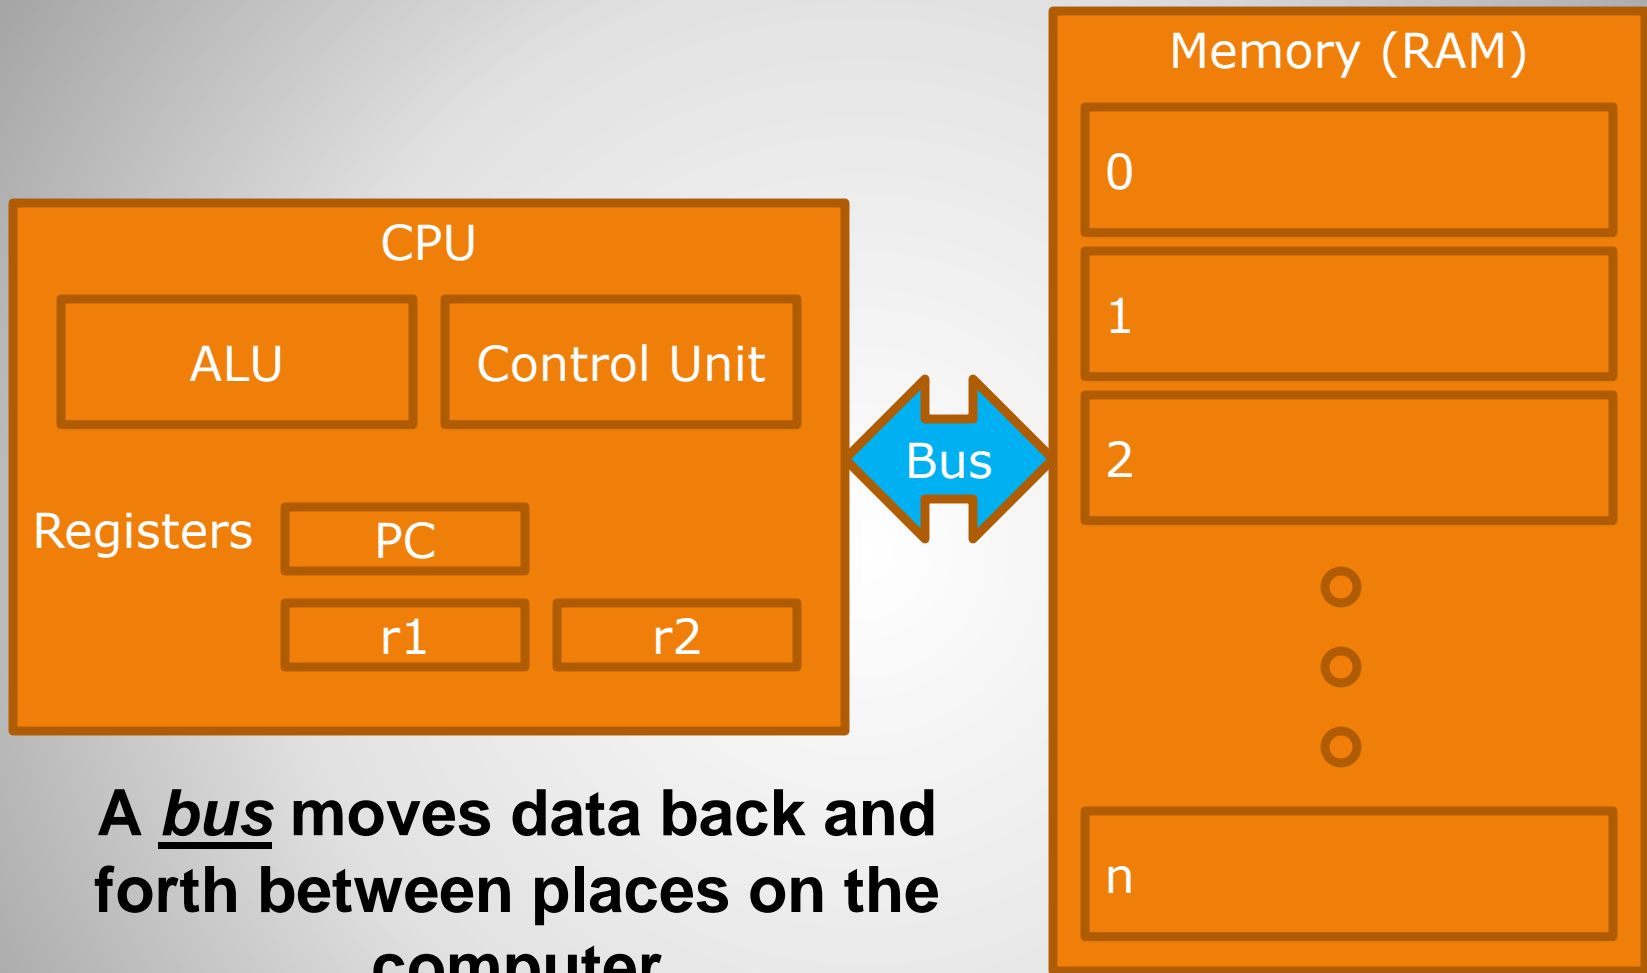 Memory (RAM)
0
1
2
n
CPU
ALU
Control Unit
Registers
PC
r1
r2
Bus
A bus moves data back and
forth between places on the
computer